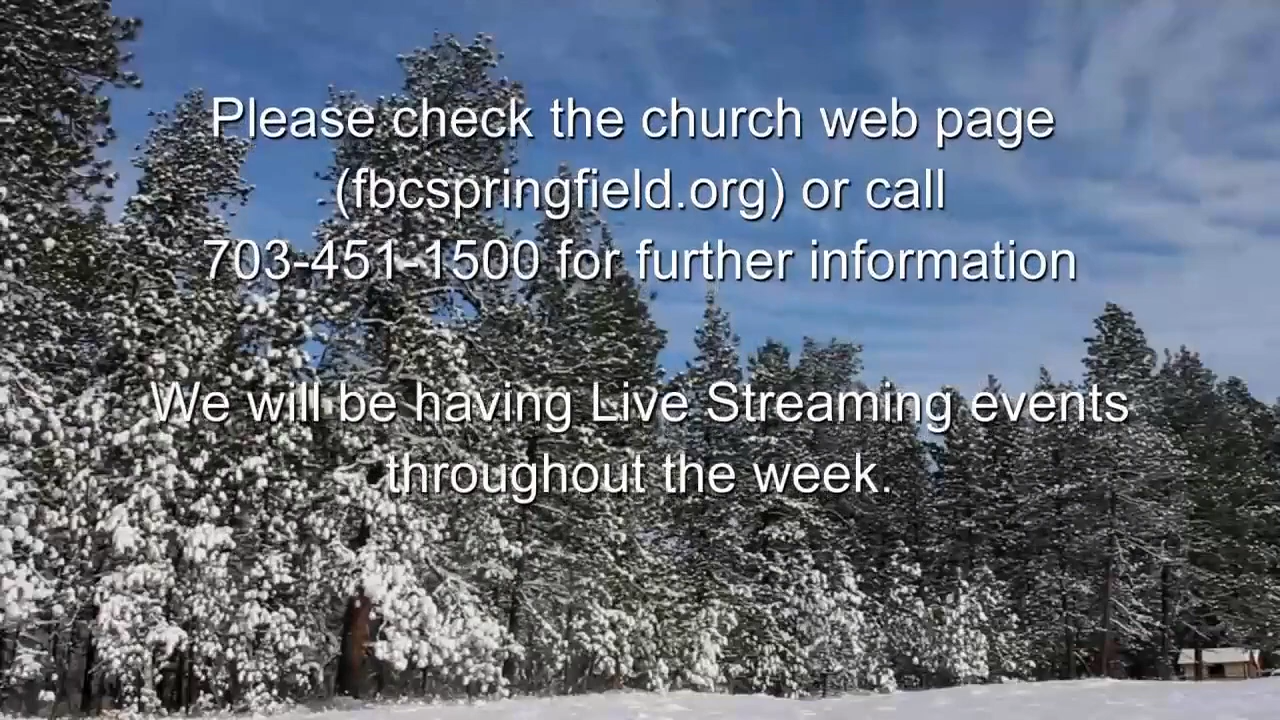 Please check the church web page
(fbcspringfield.org) or call
703-451-1500 for further information
We will be having Live Streaming events
throughout the week.